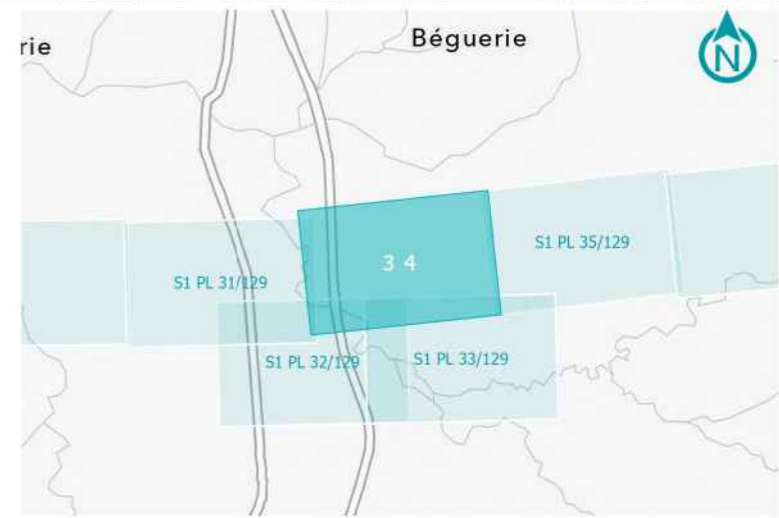 rie
Béguerie
N
3 4
S1 PL 35/129
S1 PL 31/129
S1 PL 32/129
S1 PL 33/129